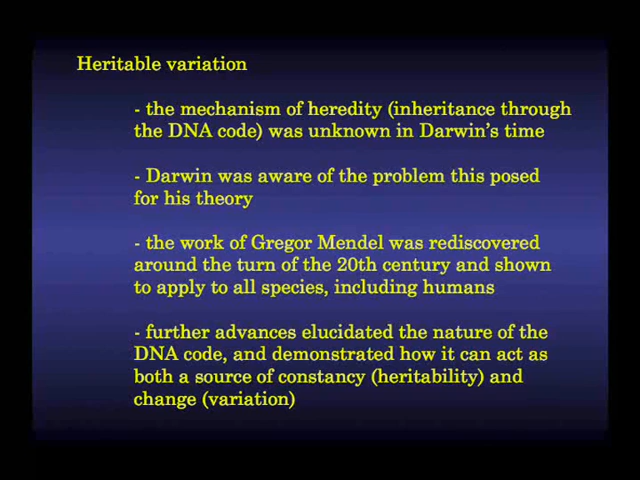 Heritable variation
- the mechanism of heredity (inheritance through
the DNA code) was unknown in Darwin's time
- Darwin was aware of the problem this posed
for his theory
- the work of Gregor Mendel was rediscovered
around the turn of the 20th century and shown
to apply to all species, including humans
- further advances elucidated the nature of the
DNA code, and demonstrated how it can act as
both a source of constancy (heritability) and
change (variation)